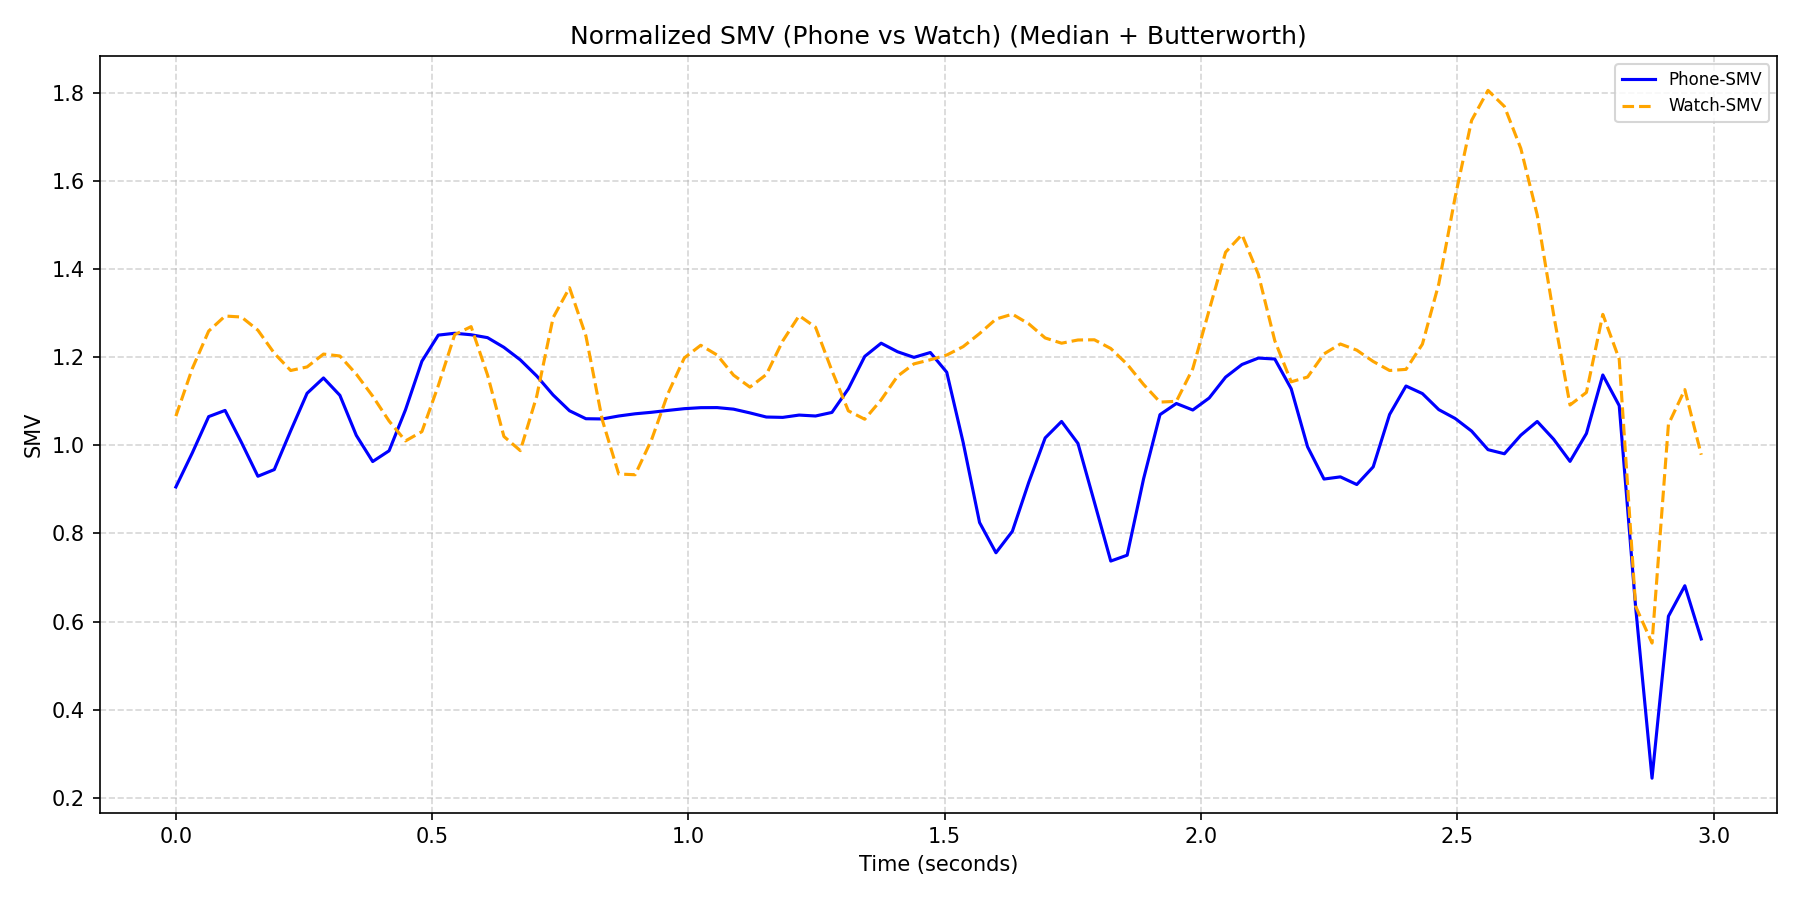 Normalized SMV (Phone vs Watch) (Median + Butterworth)
Phone-SMV
Watch-SMV
SMV
1.8
1.6
1.4
1.2
1.0
0.8
0.6
0.4
0.2
0.0 0.5 1.0 1.5 2.0 2.5 3.0
Time (seconds)